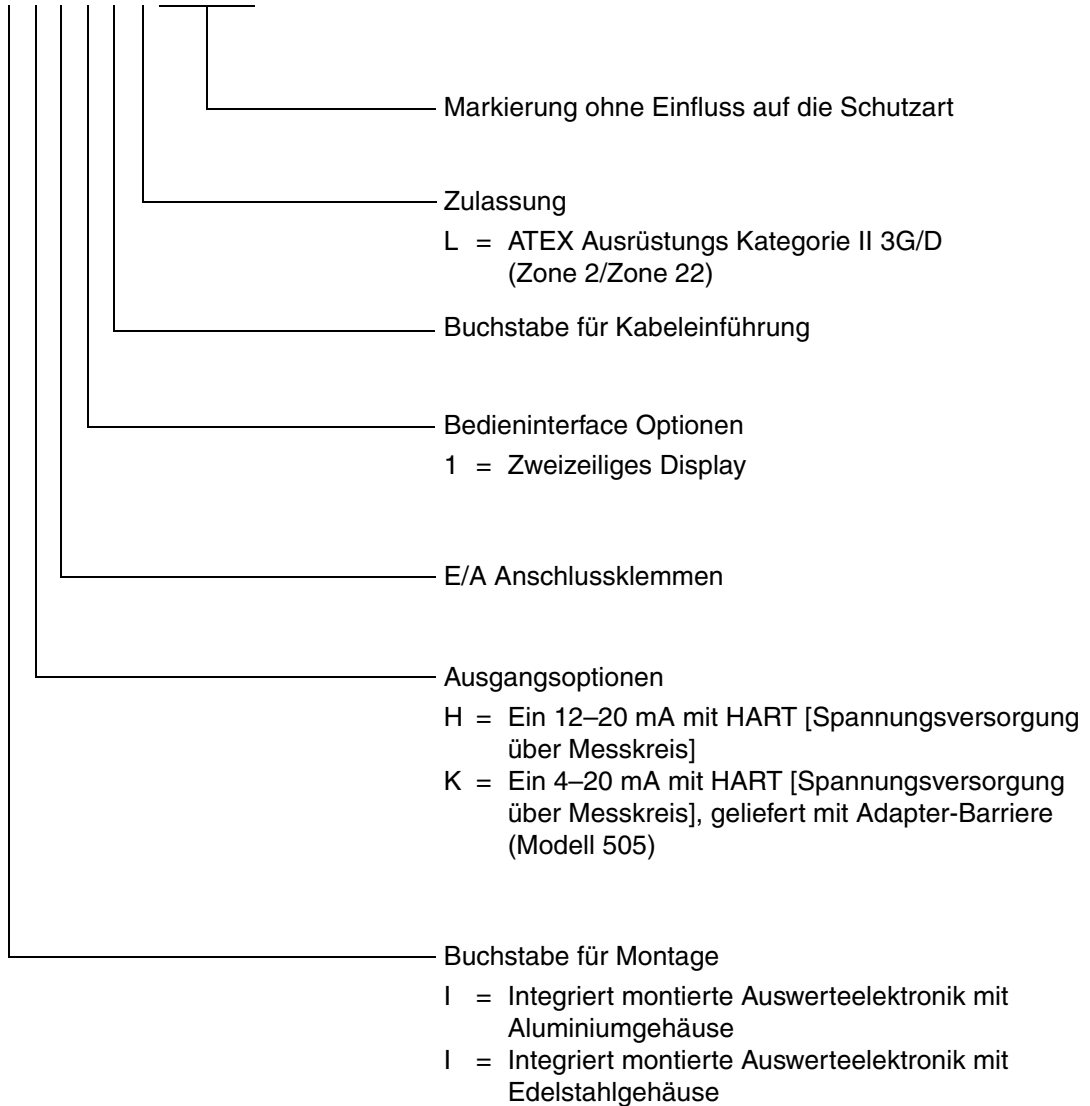 Markierung ohne Einfluss auf die Schutzart
Zulassung
L = ATEX Ausrüstungs Kategorie II 3G/D
(Zone 2/Zone 22)
Buchstabe für Kabeleinführung
Bedieninterface Optionen
1 = Zweizeiliges Display
E/A Anschlussklemmen
Ausgangsoptionen
H = Ein 12–20 mA mit HART [Spannungsversorgung
über Messkreis]
K = Ein 4–20 mA mit HART [Spannungsversorgung
über Messkreis], geliefert mit Adapter-Barriere
(Modell 505)
Buchstabe für Montage
I = Integriert montierte Auswerteelektronik mit
Aluminiumgehäuse
I = Integriert montierte Auswerteelektronik mit
Edelstahlgehäuse